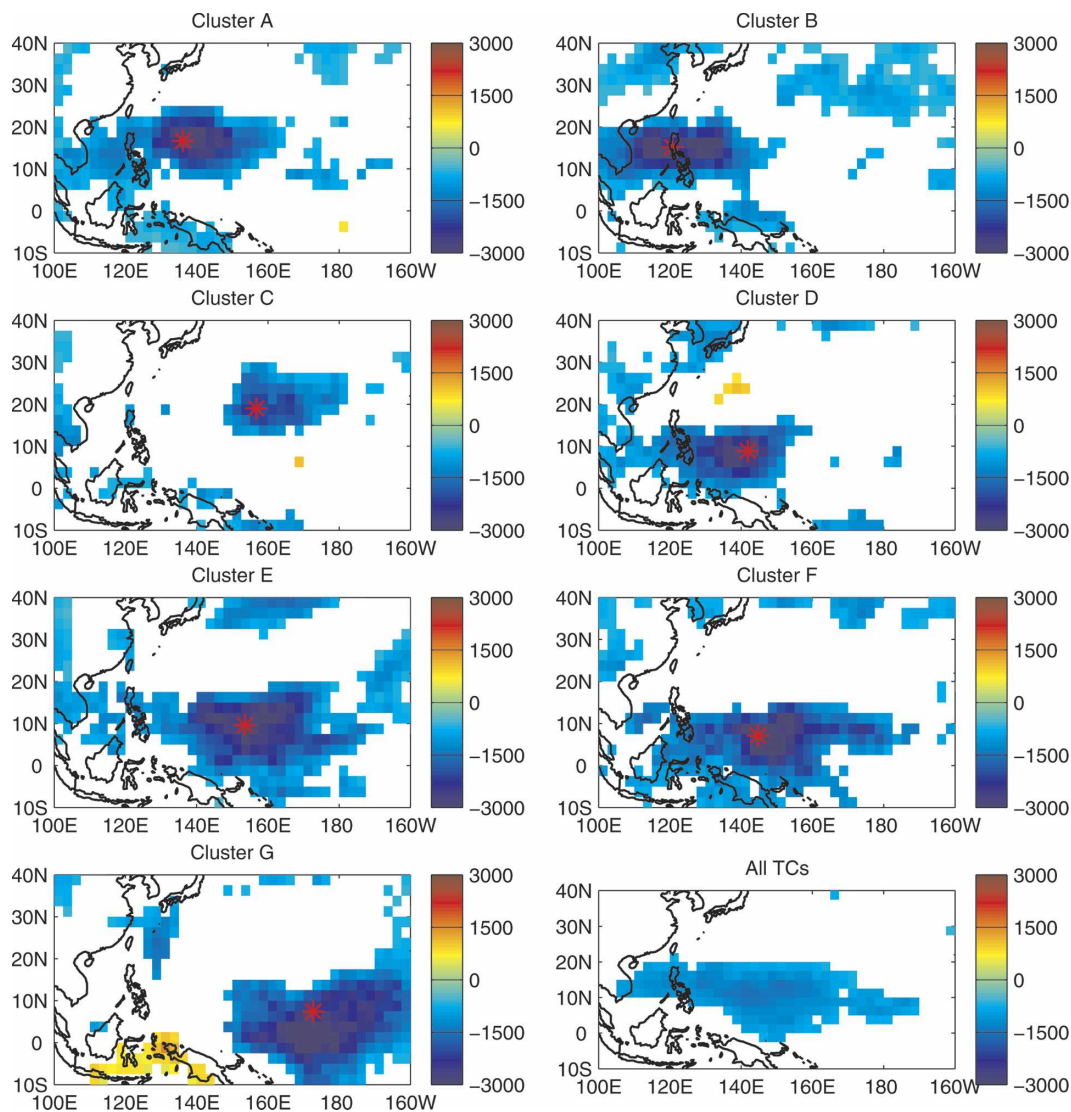 Cluster A
Cluster B
40N
30N
20N
10N
0
10S
100E 120E 140E 160E 180 160W
3000
1500
0
−1500
−3000
40N
30N
20N
10N
0
10S
100E 120E 140E 160E 180 160W
3000
1500
0
−1500
−3000
Cluster C
Cluster D
40N
30N
20N
10N
0
10S
100E 120E 140E 160E 180 160W
3000
1500
0
−1500
−3000
40N
30N
20N
10N
0
10S
100E 120E 140E 160E 180 160W
3000
1500
0
−1500
−3000
Cluster E
Cluster F
40N
30N
20N
10N
0
10S
100E 120E 140E 160E 180 160W
3000
1500
0
−1500
−3000
40N
30N
20N
10N
0
10S
100E 120E 140E 160E 180 160W
3000
1500
0
−1500
−3000
Cluster G
All TCs
40N
30N
20N
10N
0
10S
100E 120E 140E 160E 180 160W
3000
1500
0
−1500
−3000
40N
30N
20N
10N
0
10S
100E 120E 140E 160E 180 160W
3000
1500
0
−1500
−3000